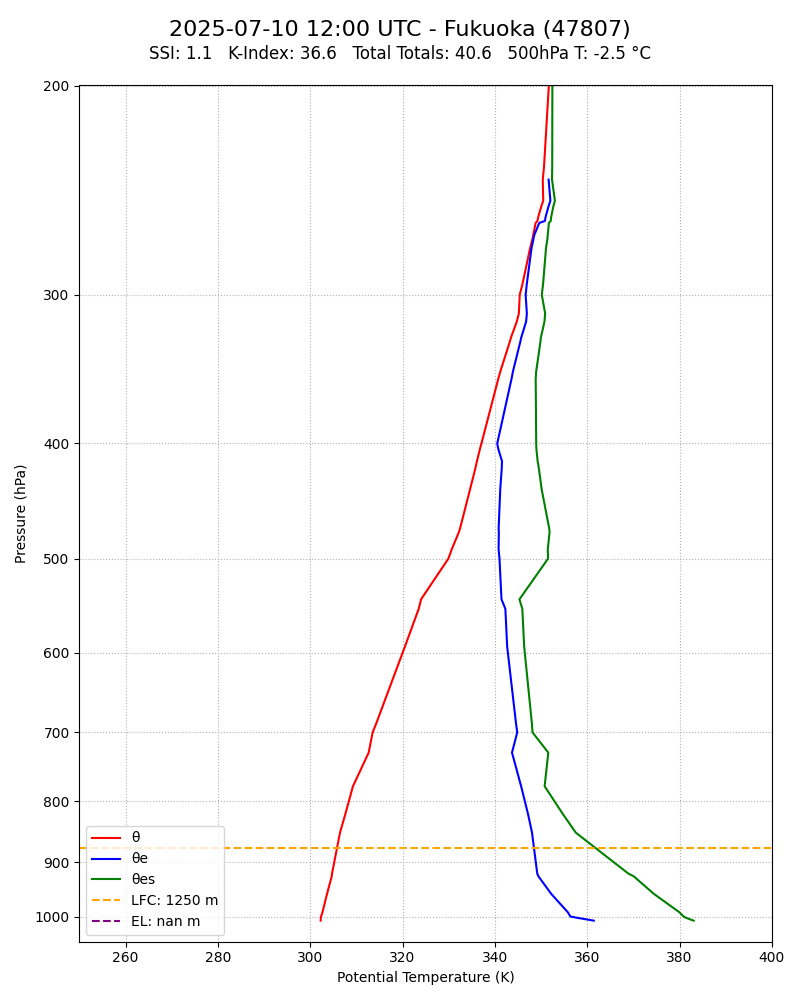 2025-07-10 12:00 UTC - Fukuoka (47807)
SSI: 1.1   K-Index: 36.6   Total Totals: 40.6   500hPa T: -2.5 °C
200
300
400
500
600
700
800
900
1000
Pressure (hPa)
θ
θe
θes
LFC: 1250 m
EL: nan m
260
280
300
320
340
360
380
400
Potential Temperature (K)